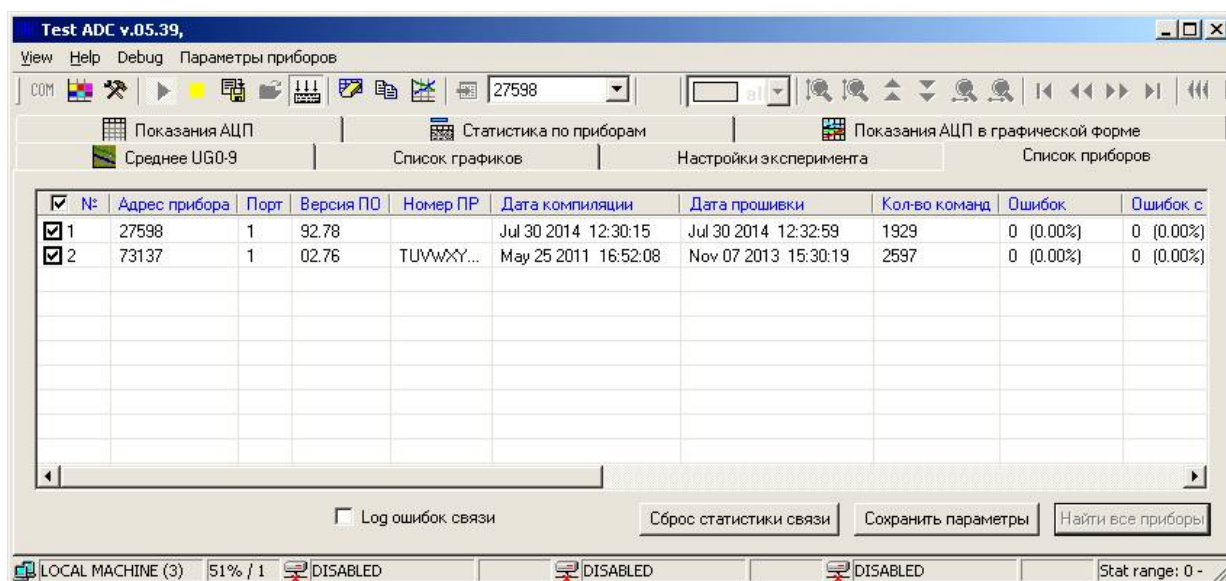 Test ADC v.05.39,
View Help Debug Параметры приборов
COM 27598 al
Показания АЦП Статистика по приборам Показания АЦП в графической форме
Среднее UG0-9 Список графиков Настройки эксперимента Список приборов
№ Адрес прибора Порт Версия ПО Номер ПР Дата компиляции Дата прошивки Кол-во команд Ошибок Ошибок с
1 27598 1 92.78 Jul 30 2014 12:30:15 Jul 30 2014 12:32:59 1929 0 (0.00%) 0 (0.00%)
2 73137 1 02.76 TUVWXY... May 25 2011 16:52:08 Nov 07 2013 15:30:19 2597 0 (0.00%) 0 (0.00%)
Log ошибок связи Сброс статистики связи Сохранить параметры Найти все приборы
LOCAL MACHINE (3) 51% / 1 DISABLED DISABLED DISABLED Stat range: 0 -